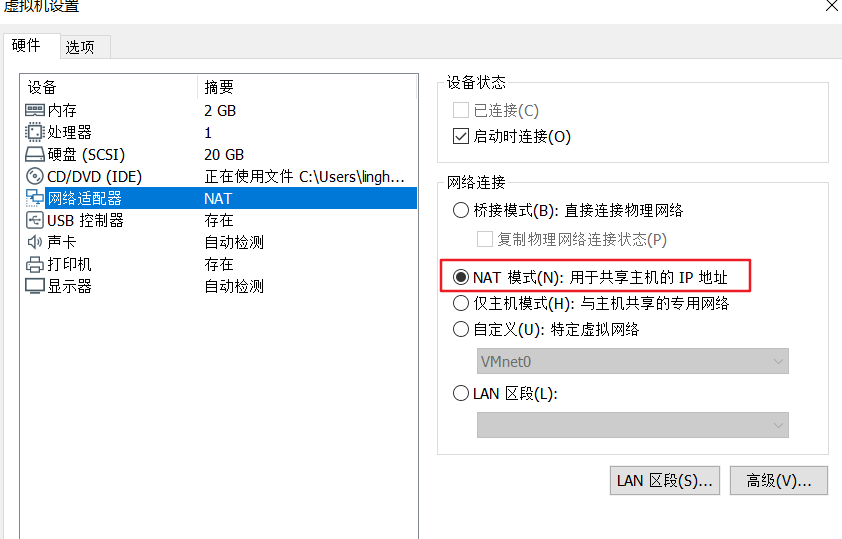 虚拟机设置
硬件 选项
设备 摘要
内存 2 GB
处理器 1
硬盘 (SCSI) 20 GB
CD/DVD (IDE) 正在使用文件 C:\Users\lingh...
网络适配器 NAT
USB 控制器 存在
声卡 自动检测
打印机 存在
显示器 自动检测
设备状态
已连接(C)
启动时连接(O)
网络连接
桥接模式(B): 直接连接物理网络
复制物理网络连接状态(P)
NAT 模式(N): 用于共享主机的 IP 地址
仅主机模式(H): 与主机共享的专用网络
自定义(U): 特定虚拟网络
VMnet0
LAN 区段(L):
LAN 区段(S)... 高级(V)...